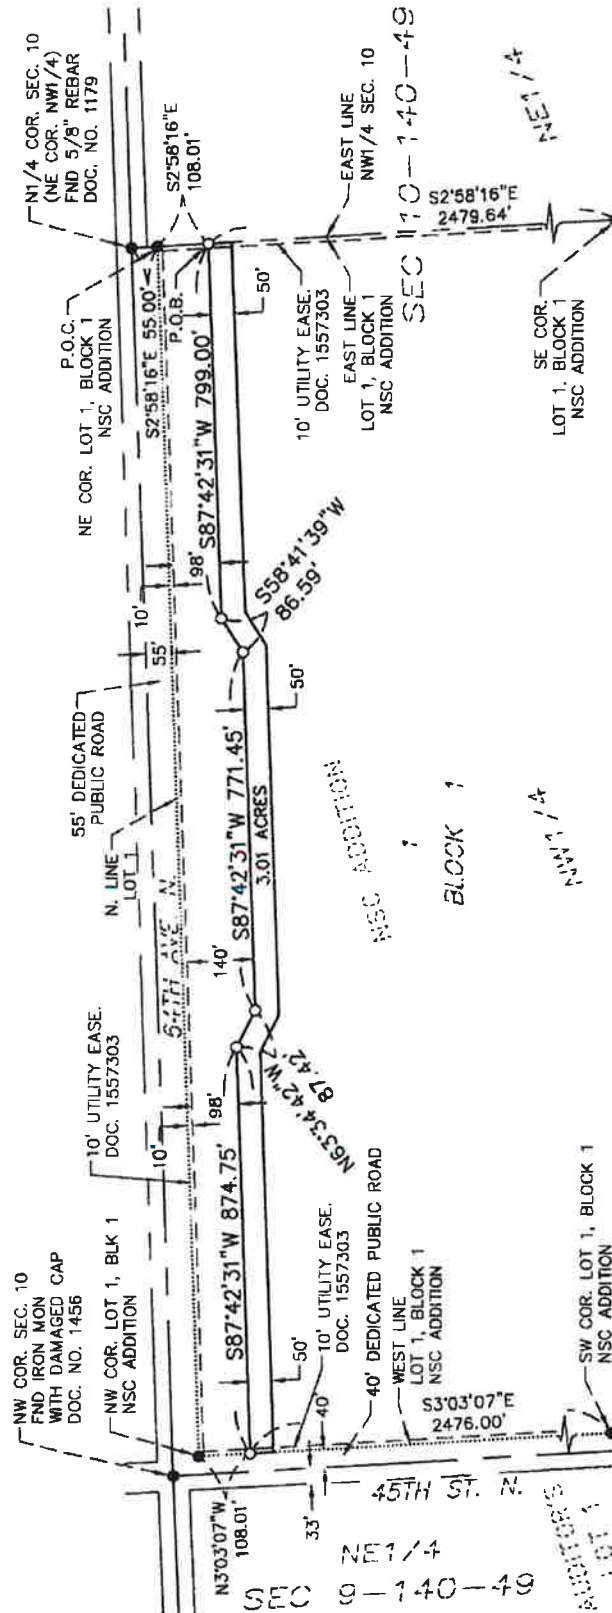 NW COR. SEC. 10
FND IRON MON
WITH DAMAGED CAP
DOC. NO. 1456
NW COR. LOT 1, BLK 1
NSC ADDITION
10' UTILITY EASE.
DOC. 1557303
N. LINE
LOT 1
55' DEDICATED
PUBLIC ROAD
NE COR. LOT 1, BLOCK 1
NSC ADDITION
P.O.C.
N1/4 COR. SEC. 10
(NE COR. NW1/4)
FND 5/8" REBAR
DOC. NO. 1179
64TH AVE. N.
10'
55'
10'
S2°58'16"E 55.00'
S2°58'16"E
108.01'
P.O.B.
N3°03'07"W
108.01'
98'
140'
98'
S87°42'31"W 874.75'
S87°42'31"W 771.45'
S87°42'31"W 799.00'
N63°34'42"W
87.42'
S58°41'39"W
86.59'
3.01 ACRES
50'
50'
50'
10' UTILITY EASE.
DOC. 1557303
40'
33'
40' DEDICATED PUBLIC ROAD
WEST LINE
LOT 1, BLOCK 1
NSC ADDITION
S3°03'07"E
2476.00'
45TH ST. N.
NE1/4
SEC 9-140-49
AUDITOR'S
LOT 1
SW COR. LOT 1, BLOCK 1
NSC ADDITION
NSC ADDITION
1
BLOCK 1
NW1/4
10' UTILITY EASE.
DOC. 1557303
EAST LINE
LOT 1, BLOCK 1
NSC ADDITION
EAST LINE
NW1/4 SEC. 10
SEC 10-140-49
S2°58'16"E
2479.64'
NE1/4
SE COR.
LOT 1, BLOCK 1
NSC ADDITION